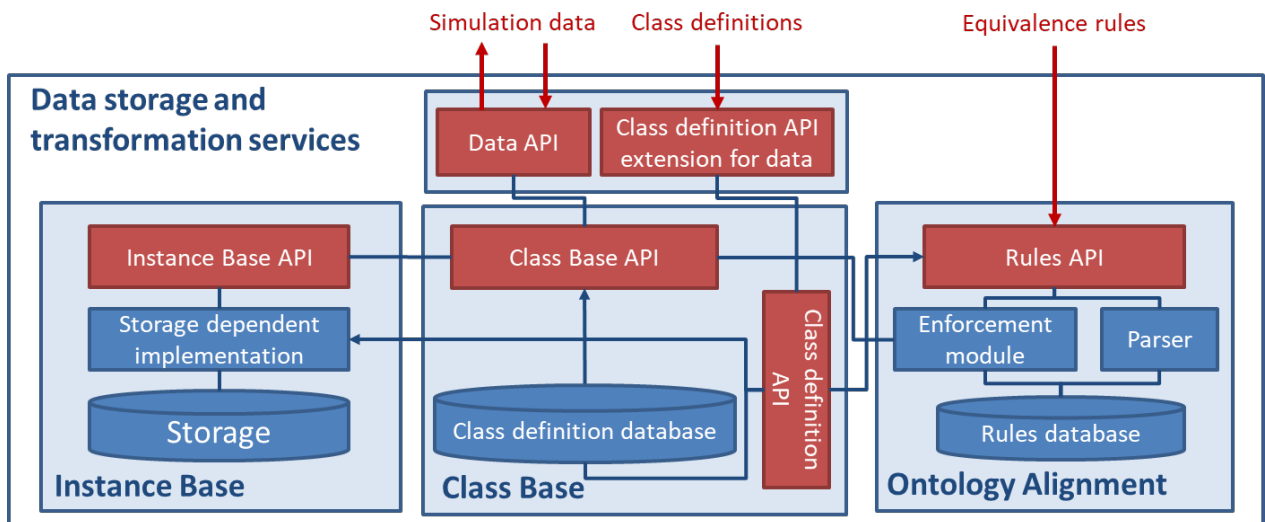 Simulation data
Class definitions
Equivalence rules
Data storage and
transformation services
Data API
Class definition API
extension for data
Instance Base API
Class Base API
Rules API
Storage dependent
implementation
Class definition
API
Enforcement
module
Parser
Storage
Class definition database
Rules database
Instance Base
Class Base
Ontology Alignment